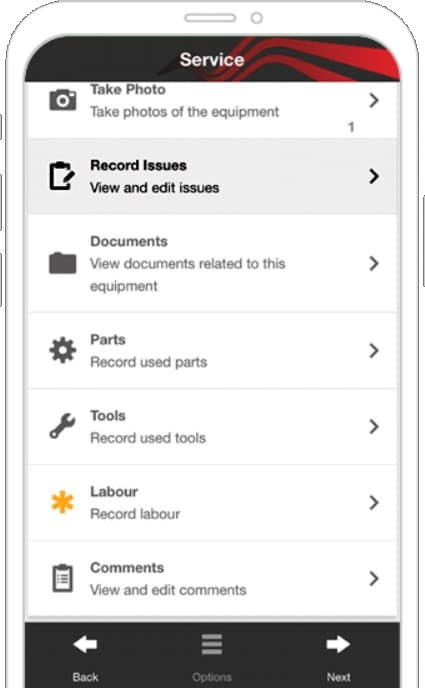 Service
Take Photo
Take photos of the equipment
1
Record Issues
View and edit issues
Documents
View documents related to this
equipment
Parts
Record used parts
Tools
Record used tools
Labour
Record labour
Comments
View and edit comments
Back
Options
Next